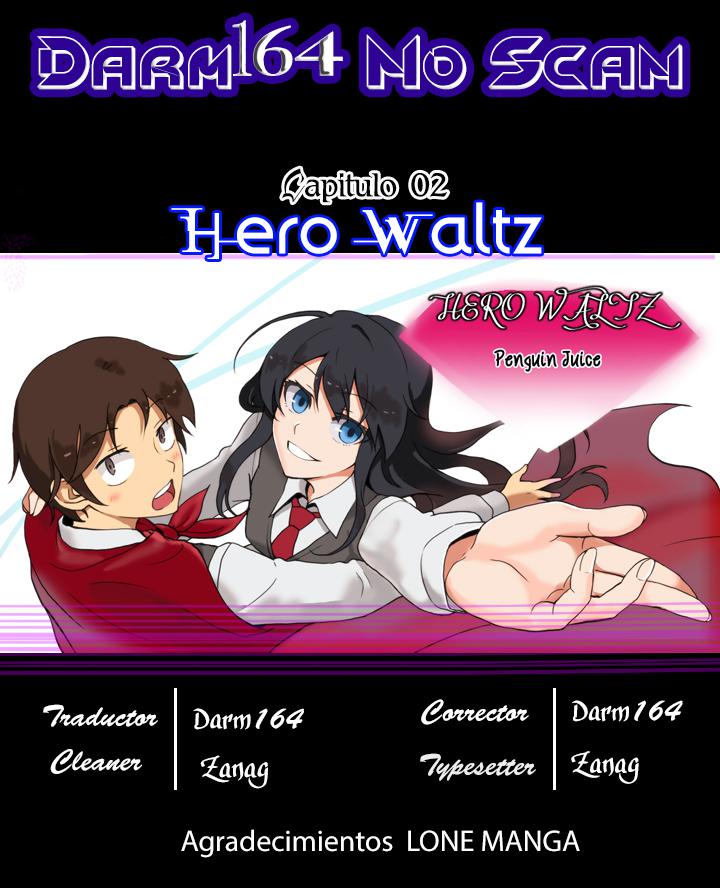 Darm164 No Scan
Capitulo 02
Hero Waltz
HERO WALTZ
Penguin Juice
Traductor Darm164
Cleaner Zanag
Corrector Darm164
Typesetter Zanag
Agradecimientos LONE MANGA